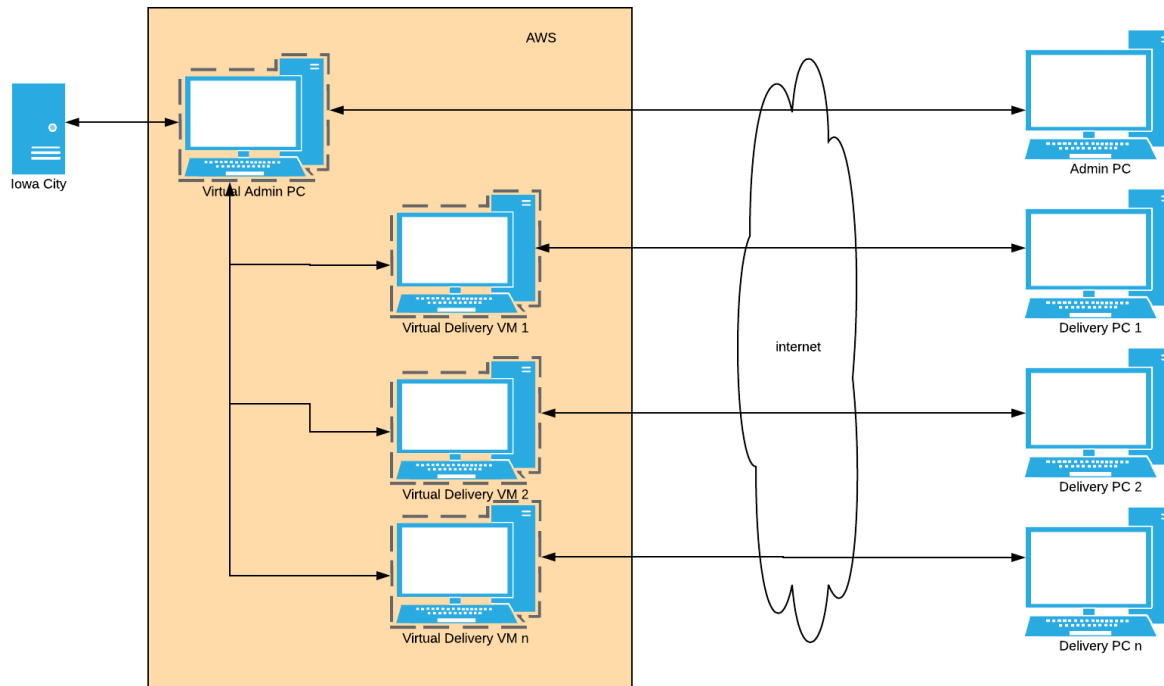 AWS
Iowa City
Virtual Admin PC
Admin PC
Virtual Delivery VM 1
Delivery PC 1
internet
Virtual Delivery VM 2
Delivery PC 2
Virtual Delivery VM n
Delivery PC n